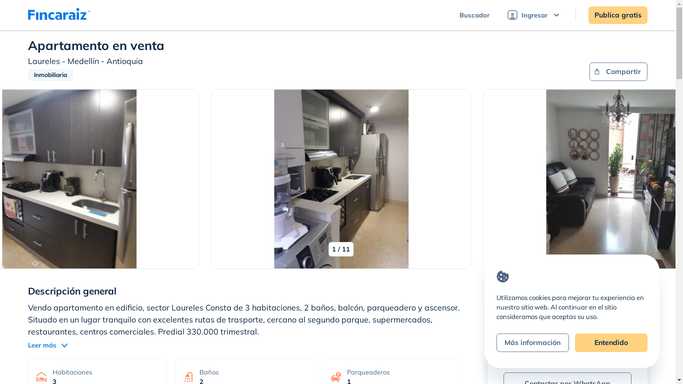 Fincaraiz
Buscador
Ingresar
Publica gratis
Apartamento en venta
Laureles - Medellín - Antioquia
Inmobiliaria
Compartir
1 / 11
Descripción general
Vendo apartamento en edificio, sector Laureles Consta de 3 habitaciones, 2 baños, balcón, parqueadero y ascensor.
Situado en un lugar tranquilo con excelentes rutas de trasporte, cercano al segundo parque, supermercados,
restaurantes, centros comerciales. Predial 330.000 trimestral.
Leer más
Habitaciones
3
Baños
2
Parqueaderos
1
Utilizamos cookies para mejorar tu experiencia en
nuestro sitio web. Al continuar en el sitio
consideramos que aceptas su uso.
Más información
Entendido
Contactar por WhatsApp